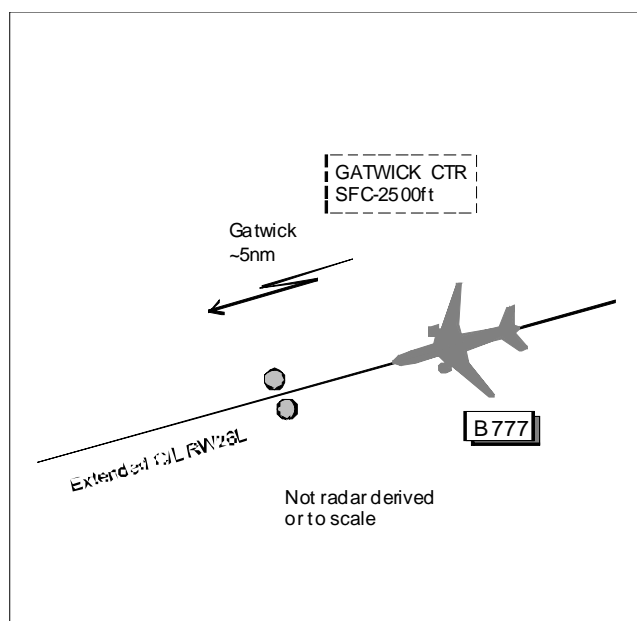 GATWICK CTR
SFC-2500ft
Gatwick
~5nm
B777
Extended C/L RW26L
Not radar derived
or to scale